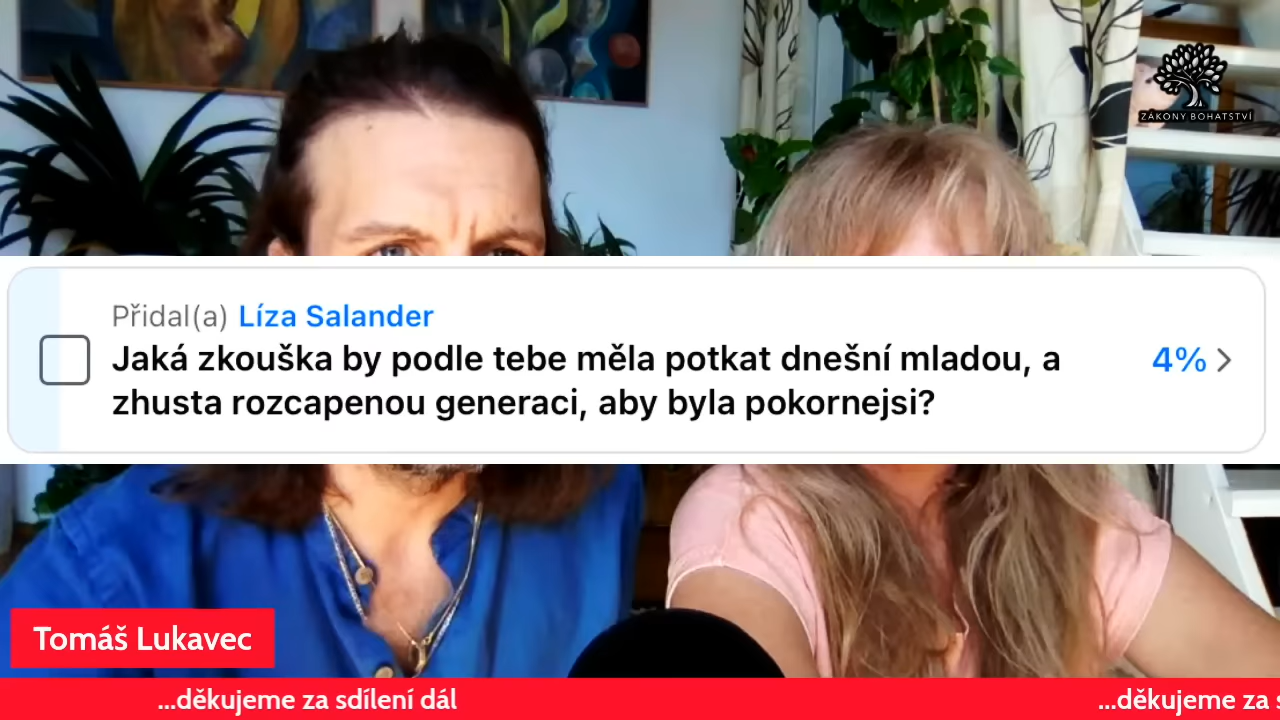 ZÁKONY BOHATSTVÍ
Přidal(a) Líza Salander
Jaká zkouška by podle tebe měla potkat dnešní mladou, a
zhusta rozcapenou generaci, aby byla pokornejsi?
4%
Tomáš Lukavec
...děkujeme za sdílení dál
...děkujeme za s